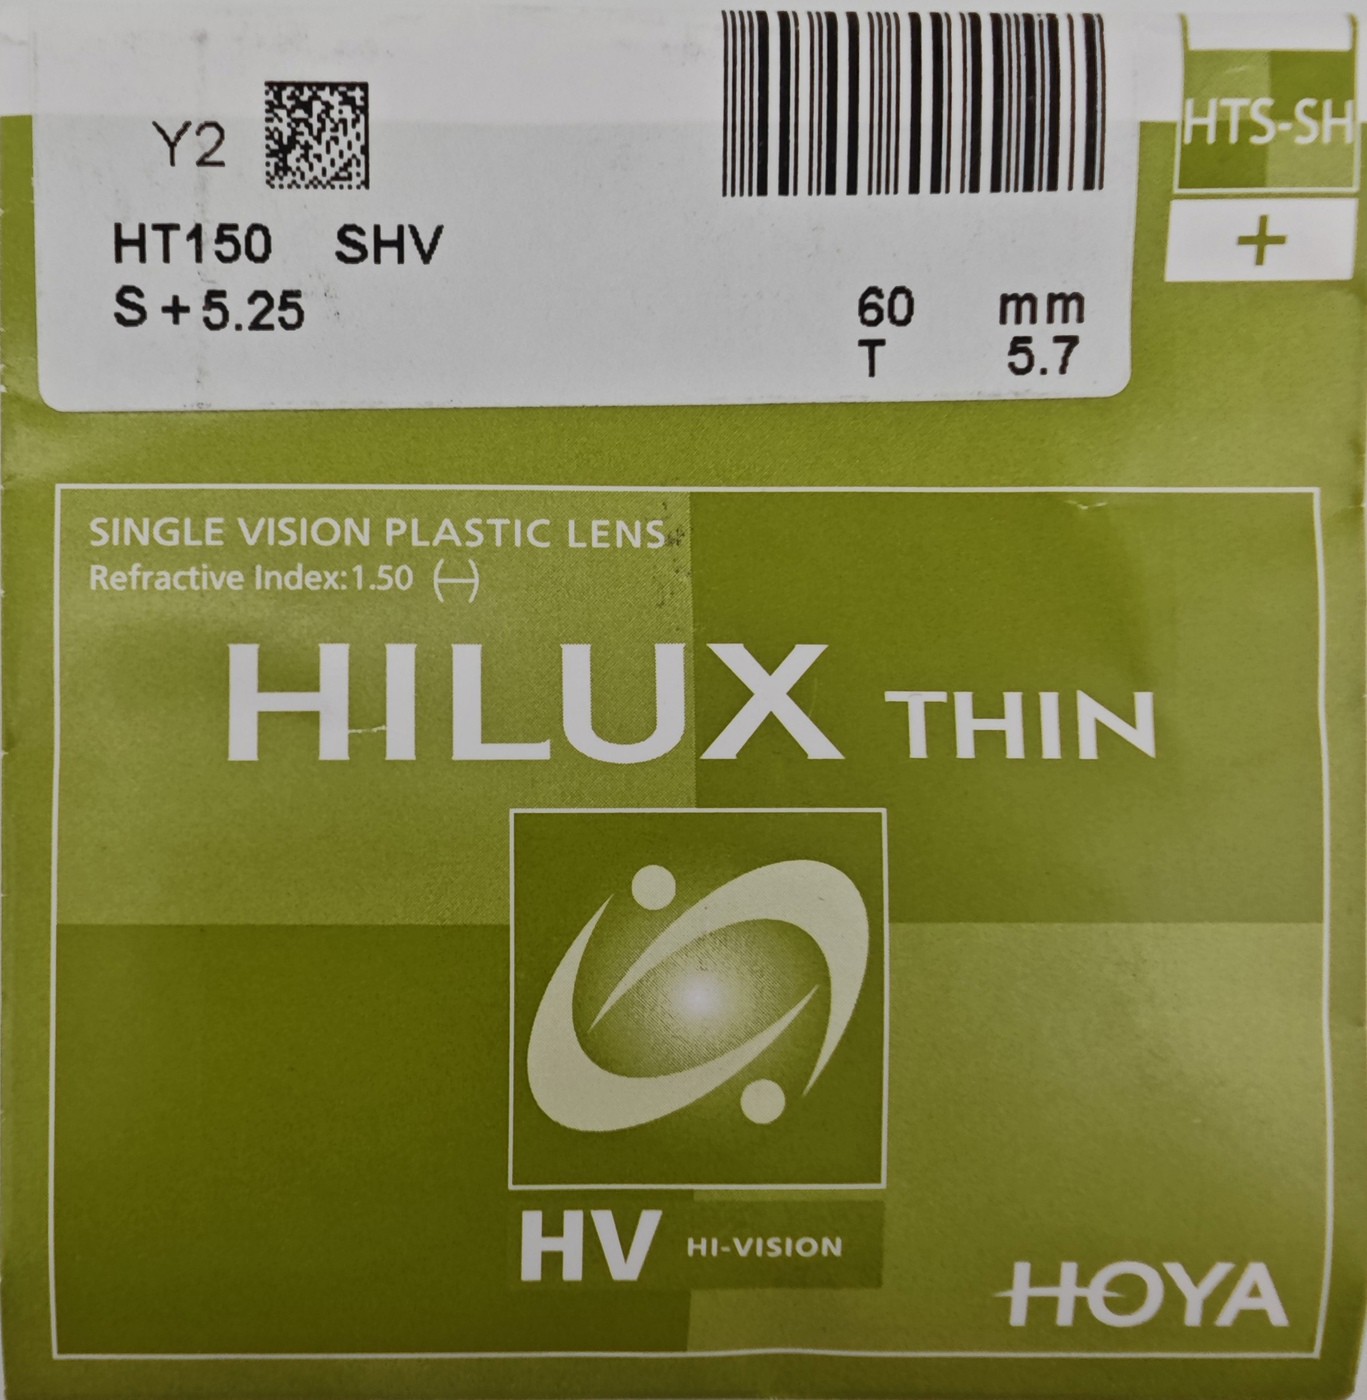 Y2
HTS-SH
+
HT150 SHV
S+5.25
60 mm
T 5.7
SINGLE VISION PLASTIC LENS
Refractive Index:1.50 (—)
HILUX THIN
HV HI-VISION
HOYA